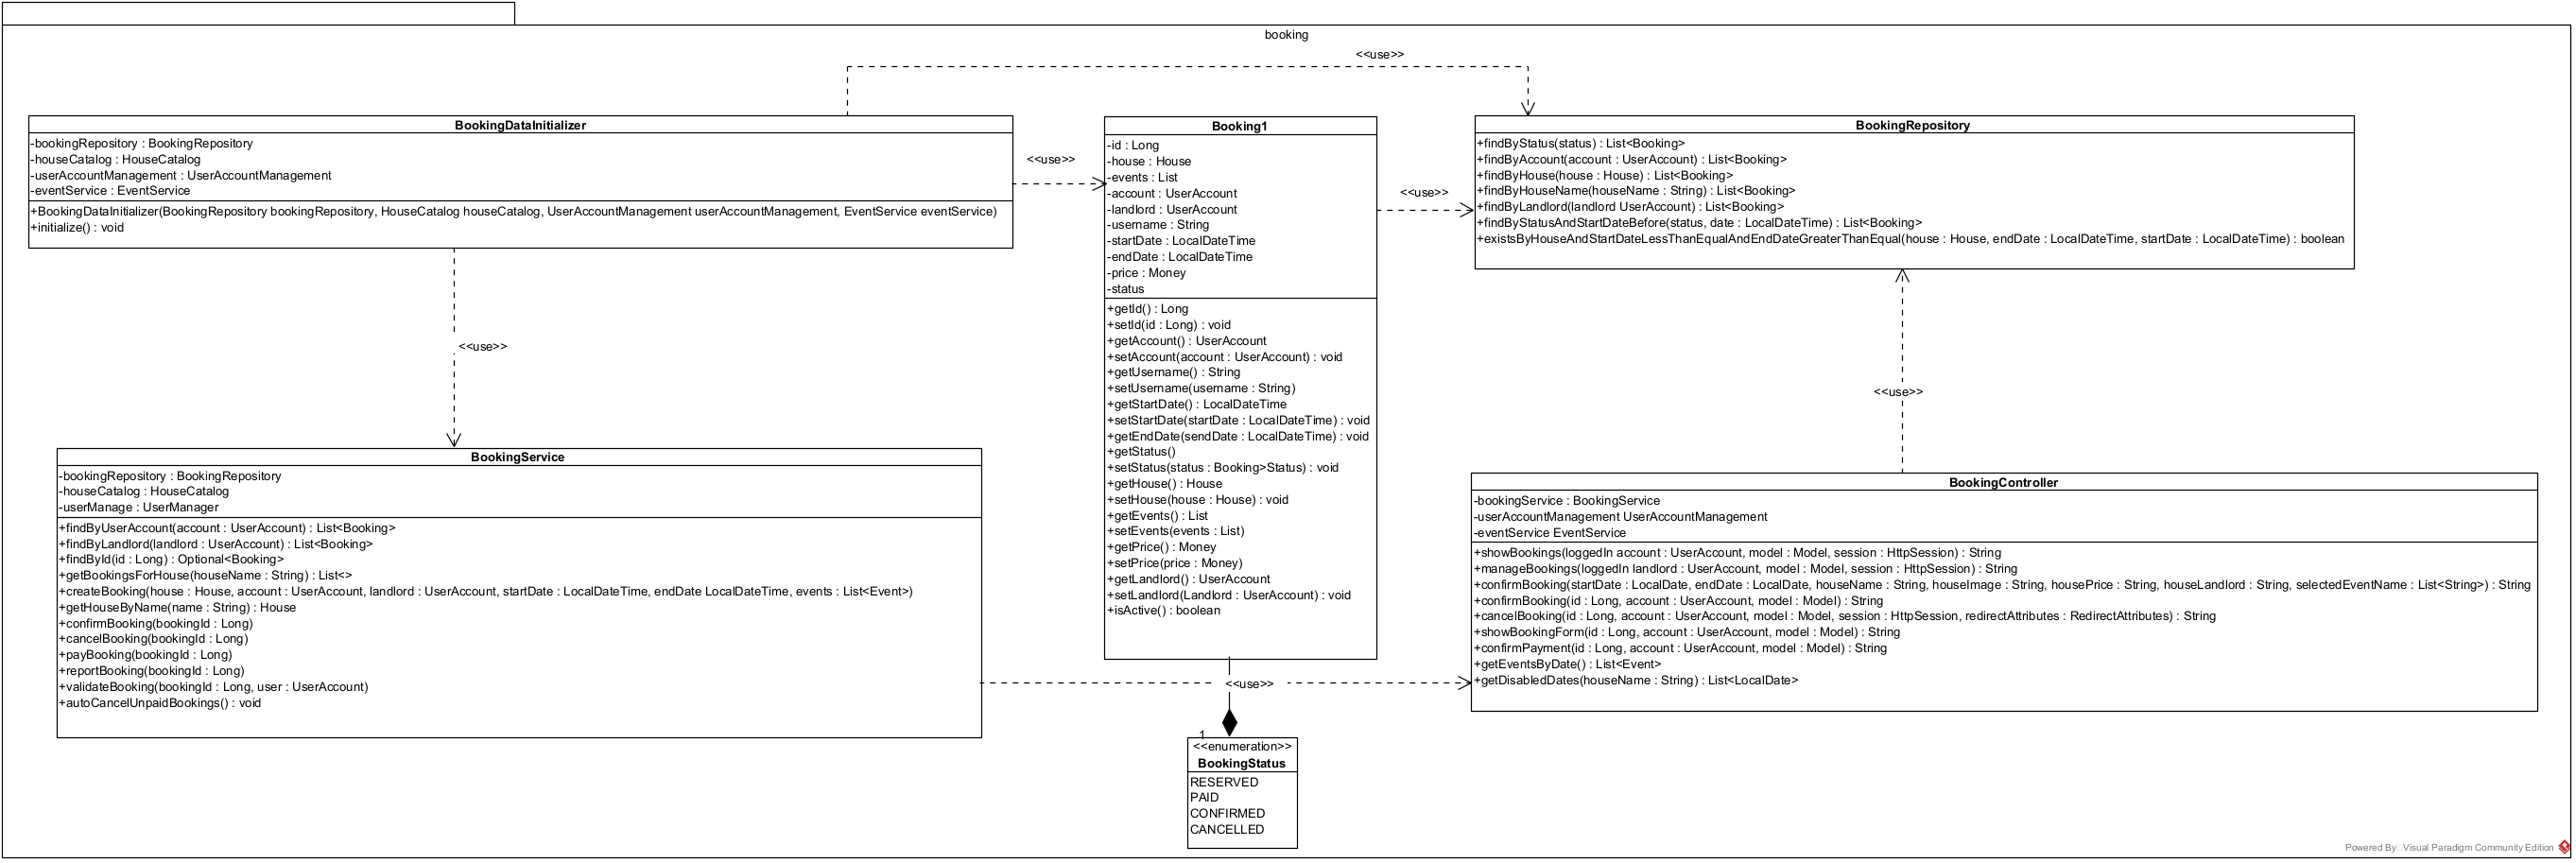 booking
<<use>>
BookingDataInitializer
-bookingRepository : BookingRepository
-houseCatalog : HouseCatalog
-userAccountManagement : UserAccountManagement
-eventService : EventService
+BookingDataInitializer(BookingRepository bookingRepository, HouseCatalog houseCatalog, UserAccountManagement userAccountManagement, EventService eventService)
+initialize() : void
<<use>>
Booking1
-id : Long
-house : House
-events : List
-account : UserAccount
-landlord : UserAccount
-username : String
-startDate : LocalDateTime
-endDate : LocalDateTime
-price : Money
-status
+getId() : Long
+setId(id : Long) : void
+getAccount() : UserAccount
+setAccount(account : UserAccount) : void
+getUsername() : String
+setUsername(username : String)
+getStartDate() : LocalDateTime
+setStartDate(startDate : LocalDateTime) : void
+getEndDate(sendDate : LocalDateTime) : void
+getStatus()
+setStatus(status : Booking>Status) : void
+getHouse() : House
+setHouse(house : House) : void
+getEvents() : List
+setEvents(events : List)
+getPrice() : Money
+setPrice(price : Money)
+getLandlord() : UserAccount
+setLandlord(Landlord : UserAccount) : void
+isActive() : boolean
<<use>>
BookingRepository
+findByStatus(status) : List<Booking>
+findByAccount(account : UserAccount) : List<Booking>
+findByHouse(house : House) : List<Booking>
+findByHouseName(houseName : String) : List<Booking>
+findByLandlord(landlord UserAccount) : List<Booking>
+findByStatusAndStartDateBefore(status, date : LocalDateTime) : List<Booking>
+existsByHouseAndStartDateLessThanEqualAndEndDateGreaterThanEqual(house : House, endDate : LocalDateTime, startDate : LocalDateTime) : boolean
<<use>>
<<use>>
BookingService
-bookingRepository : BookingRepository
-houseCatalog : HouseCatalog
-userManage : UserManager
+findByUserAccount(account : UserAccount) : List<Booking>
+findByLandlord(landlord : UserAccount) : List<Booking>
+findById(id : Long) : Optional<Booking>
+getBookingsForHouse(houseName : String) : List<>
+createBooking(house : House, account : UserAccount, landlord : UserAccount, startDate : LocalDateTime, endDate LocalDateTime, events : List<Event>)
+getHouseByName(name : String) : House
+confirmBooking(bookingId : Long)
+cancelBooking(bookingId : Long)
+payBooking(bookingId : Long)
+reportBooking(bookingId : Long)
+validateBooking(bookingId : Long, user : UserAccount)
+autoCancelUnpaidBookings() : void
BookingController
-bookingService : BookingService
-userAccountManagement UserAccountManagement
-eventService EventService
+showBookings(loggedIn account : UserAccount, model : Model, session : HttpSession) : String
+manageBookings(loggedIn landlord : UserAccount, model : Model, session : HttpSession) : String
+confirmBooking(startDate : LocalDate, endDate : LocalDate, houseName : String, houseImage : String, housePrice : String, houseLandlord : String, selectedEventName : List<String>) : String
+confirmBooking(id : Long, account : UserAccount, model : Model) : String
+cancelBooking(id : Long, account : UserAccount, model : Model, session : HttpSession, redirectAttributes : RedirectAttributes) : String
+showBookingForm(id : Long, account : UserAccount, model : Model) : String
+confirmPayment(id : Long, account : UserAccount, model : Model) : String
+getEventsByDate() : List<Event>
+getDisabledDates(houseName : String) : List<LocalDate>
<<use>>
1
<<enumeration>>
BookingStatus
RESERVED
PAID
CONFIRMED
CANCELLED
Powered By Visual Paradigm Community Edition